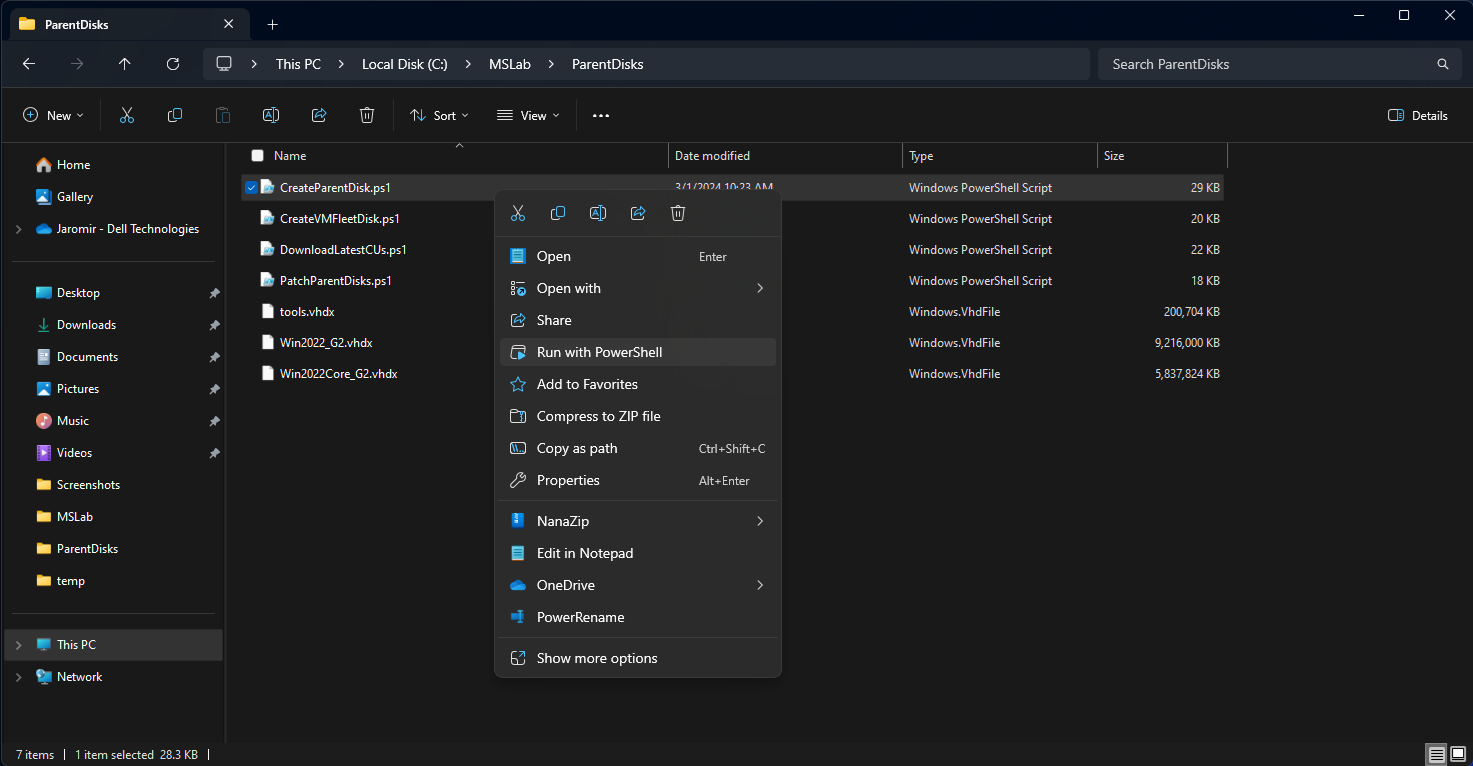 ParentDisks
This PC
Local Disk (C:)
MSLab
ParentDisks
Search ParentDisks
New
Sort
View
Details
Home
Gallery
Jaromir - Dell Technologies
Desktop
Downloads
Documents
Pictures
Music
Videos
Screenshots
MSLab
ParentDisks
temp
This PC
Network
Name Date modified Type Size
CreateParentDisk.ps1 3/1/2024 10:23 AM Windows PowerShell Script 29 KB
CreateVMFleetDisk.ps1 Windows PowerShell Script 20 KB
DownloadLatestCUs.ps1 Windows PowerShell Script 22 KB
PatchParentDisks.ps1 Windows PowerShell Script 18 KB
tools.vhdx Windows.VhdFile 200,704 KB
Win2022_G2.vhdx Windows.VhdFile 9,216,000 KB
Win2022Core_G2.vhdx Windows.VhdFile 5,837,824 KB
Open Enter
Open with
Share
Run with PowerShell
Add to Favorites
Compress to ZIP file
Copy as path Ctrl+Shift+C
Properties Alt+Enter
NanaZip
Edit in Notepad
OneDrive
PowerRename
Show more options
7 items 1 item selected 28.3 KB